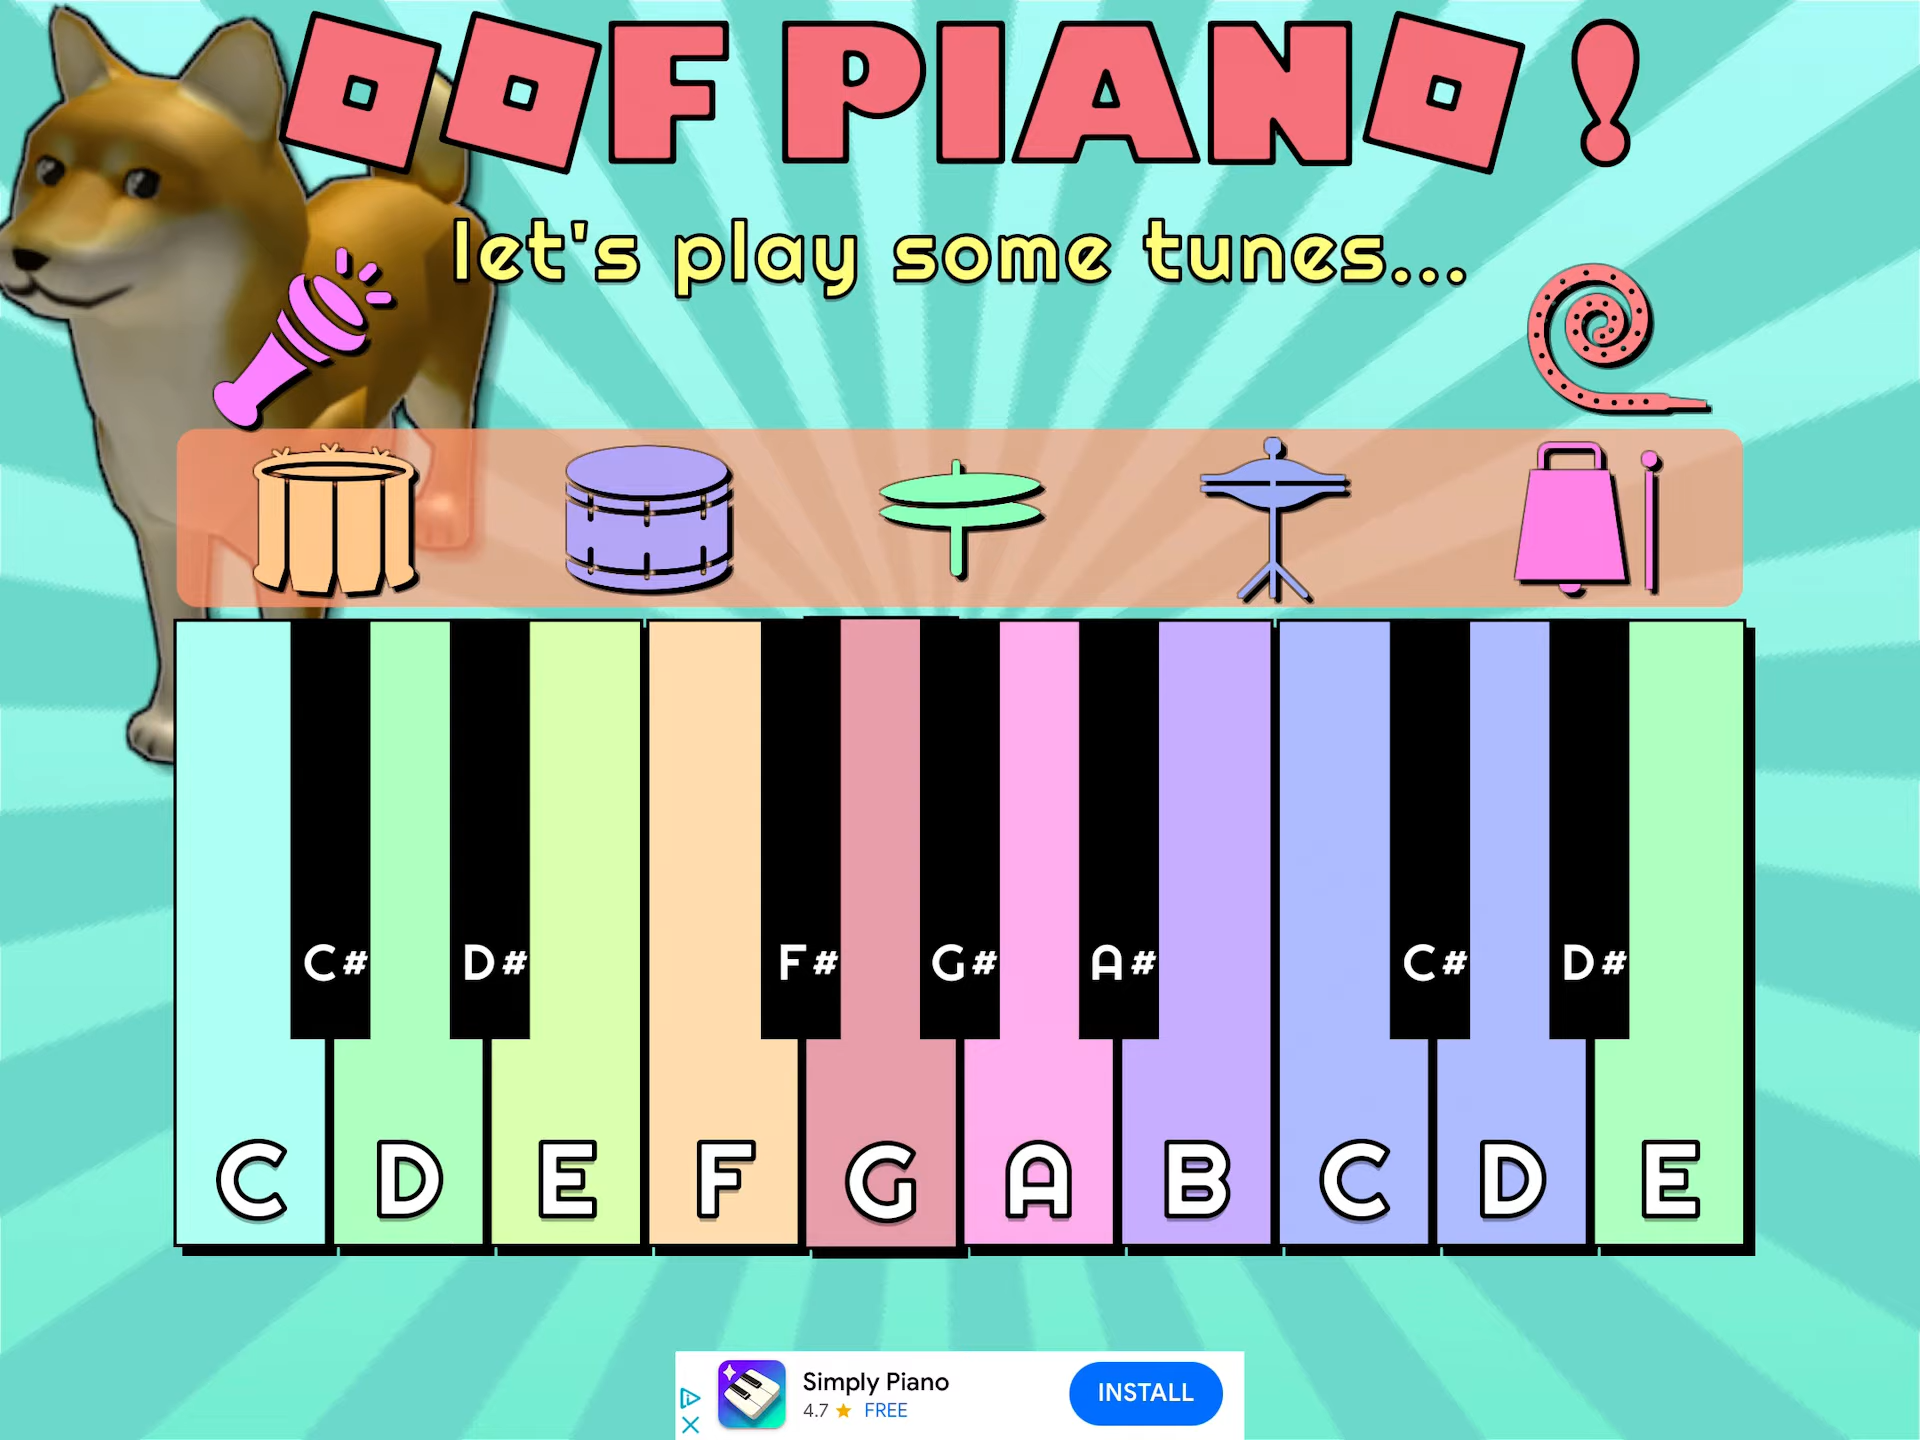 OOF PIANO!
let's play some tunes...
C# D# F# G# A# C# D#
C D E F G A B C D E
Simply Piano
4.7 FREE
INSTALL